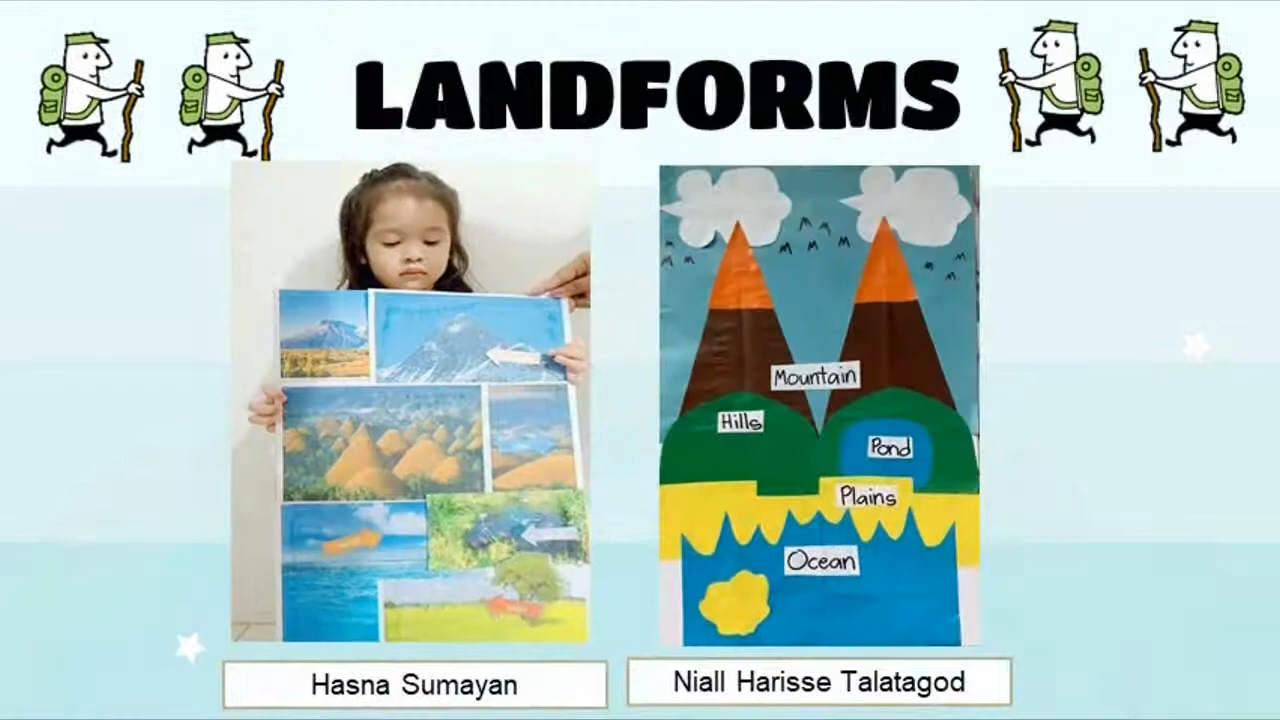 LANDFORMS
Mountain
Hills
Pond
Plains
Ocean
Hasna Sumayan
Niall Harisse Talatagod